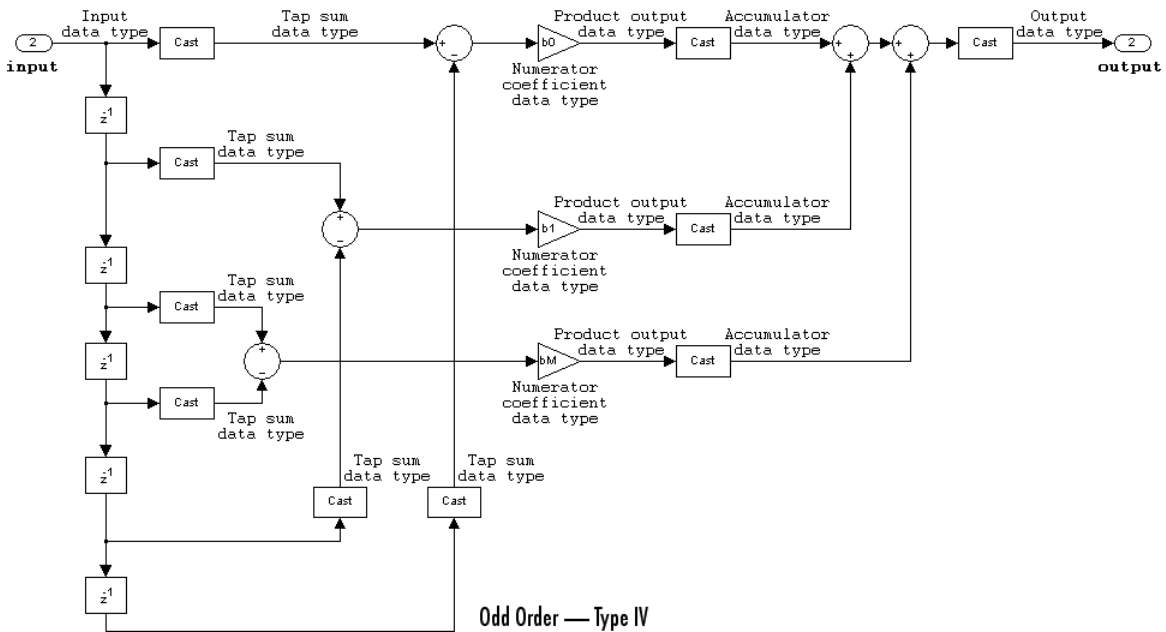 Input
data type
Tap sum
data type
Product output
data type
Accumulator
data type
Output
data type
2
input
Cast
+
−
b0
Cast
+
+
+
+
Cast
2
output
Numerator
coefficient
data type
z-1
Tap sum
data type
Cast
+
−
Product output
data type
Accumulator
data type
b1
Cast
Numerator
coefficient
data type
z-1
Tap sum
data type
Cast
+
−
Product output
data type
Accumulator
data type
z-1
bM
Cast
Numerator
coefficient
data type
Cast
Tap sum
data type
z-1
Tap sum
data type
Tap sum
data type
Cast
Cast
z-1
Odd Order — Type IV